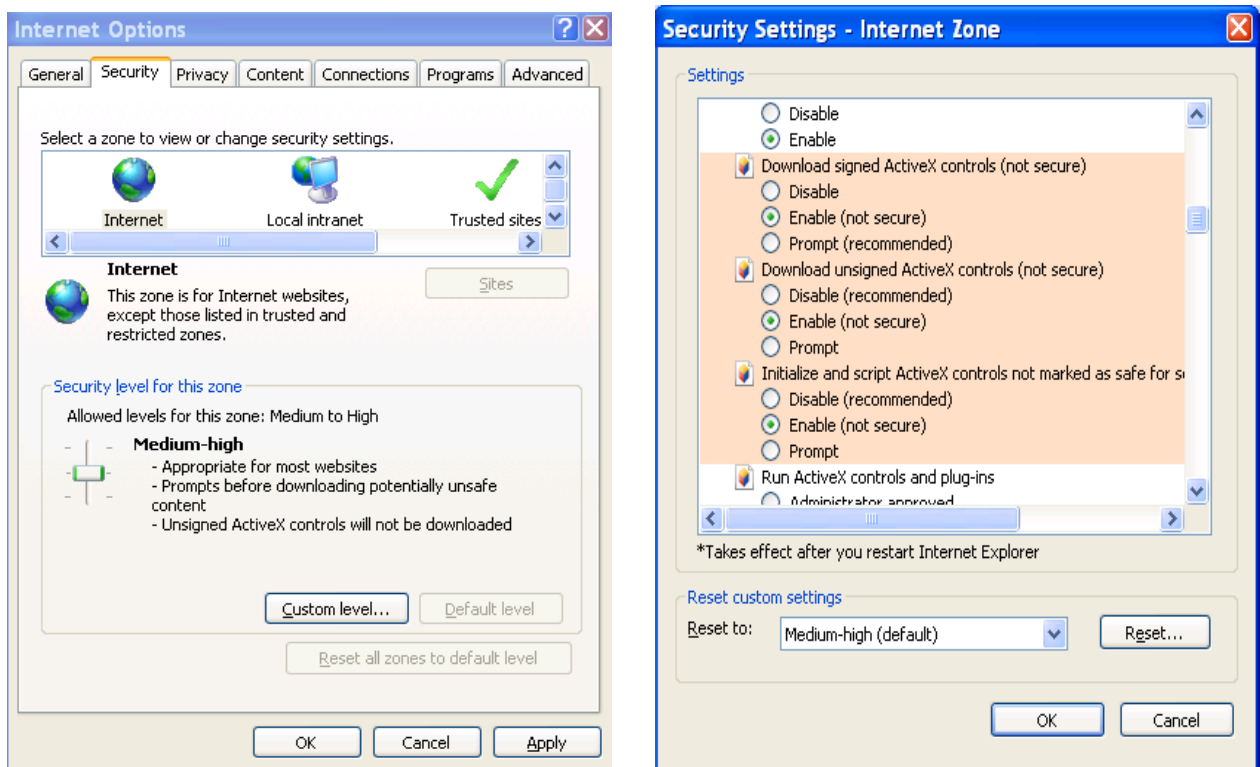 Internet Options
General Security Privacy Content Connections Programs Advanced
Select a zone to view or change security settings.
Internet Local intranet Trusted sites
Internet
Sites
This zone is for Internet websites,
except those listed in trusted and
restricted zones.
Security level for this zone
Allowed levels for this zone: Medium to High
Medium-high
- Appropriate for most websites
- Prompts before downloading potentially unsafe
content
- Unsigned ActiveX controls will not be downloaded
Custom level... Default level
Reset all zones to default level
OK Cancel Apply
Security Settings - Internet Zone
Settings
Disable
Enable
Download signed ActiveX controls (not secure)
Disable
Enable (not secure)
Prompt (recommended)
Download unsigned ActiveX controls (not secure)
Disable (recommended)
Enable (not secure)
Prompt
Initialize and script ActiveX controls not marked as safe for
Disable (recommended)
Enable (not secure)
Prompt
Run ActiveX controls and plug-ins
Administrator approved
*Takes effect after you restart Internet Explorer
Reset custom settings
Reset to: Medium-high (default) Reset...
OK Cancel